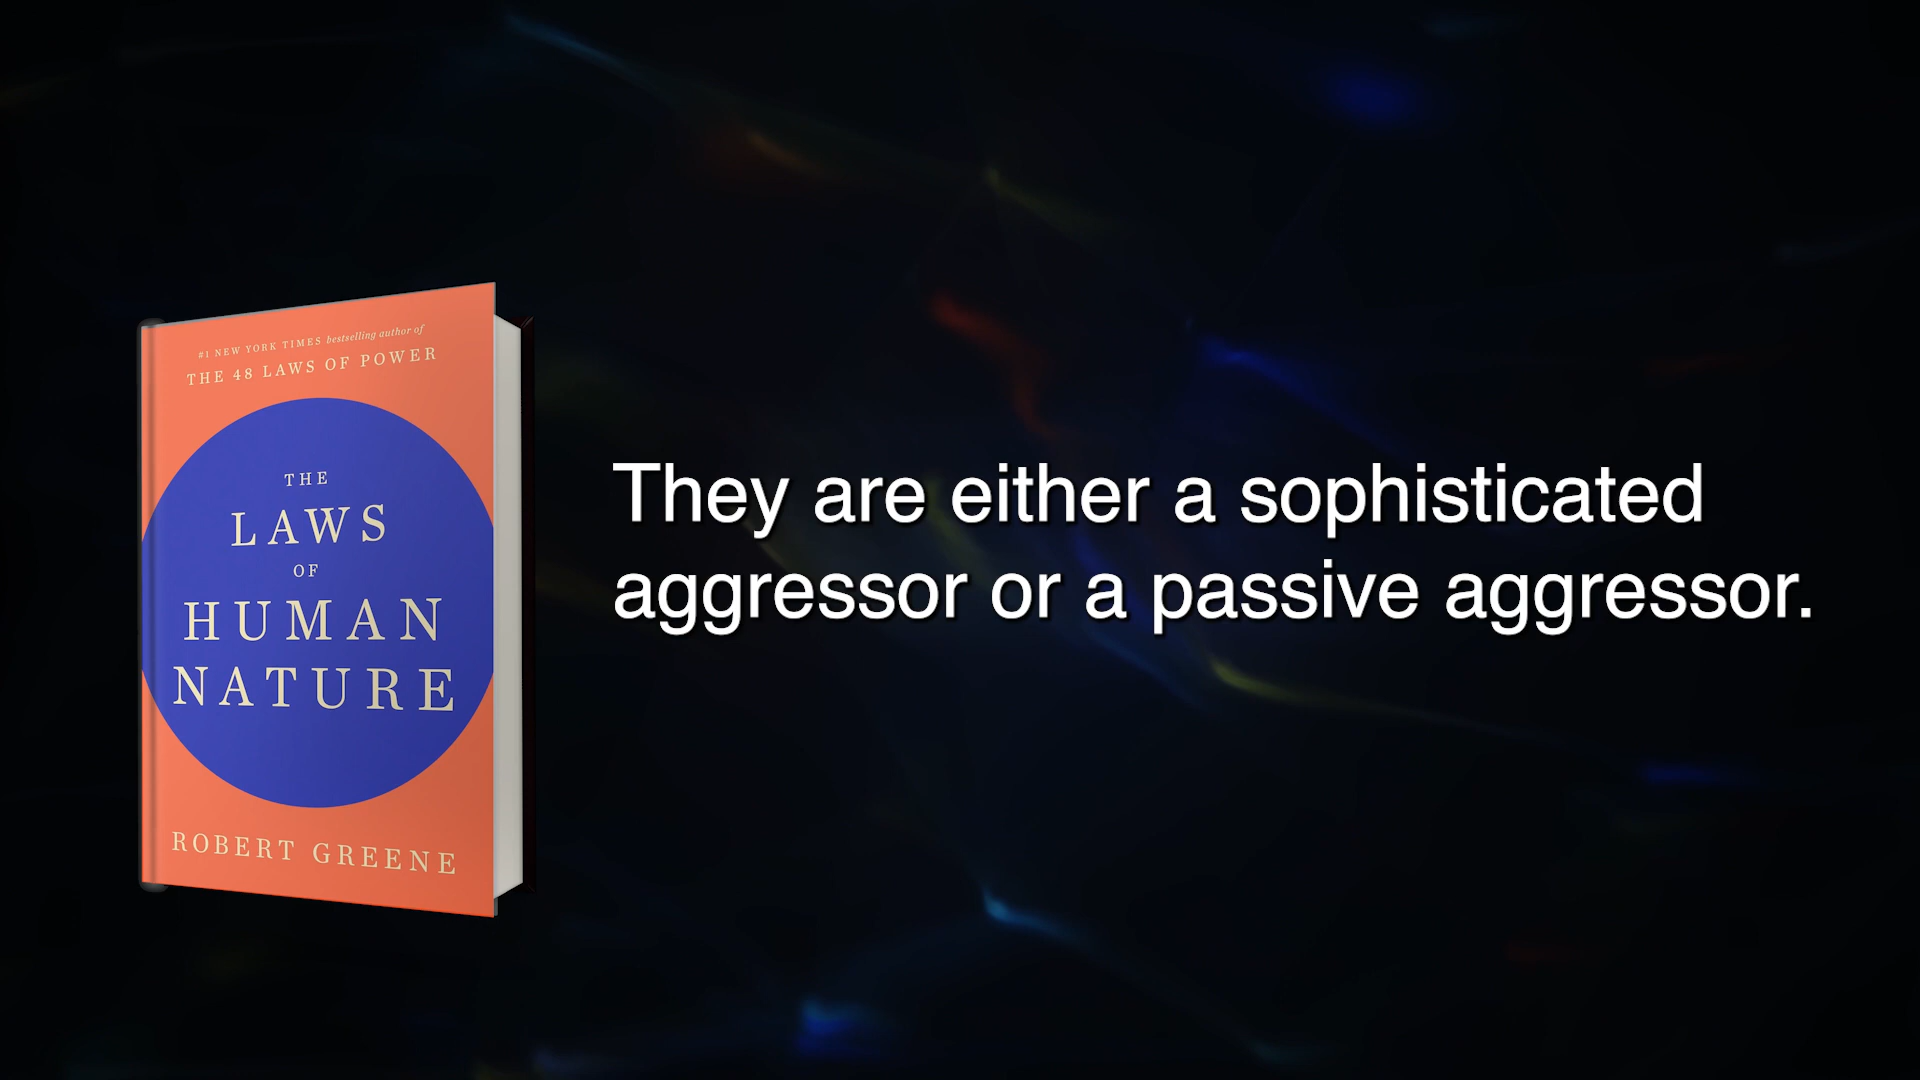 #1 NEW YORK TIMES bestselling author of
THE 48 LAWS OF POWER
THE
LAWS
OF
HUMAN
NATURE
ROBERT GREENE
They are either a sophisticated
aggressor or a passive aggressor.